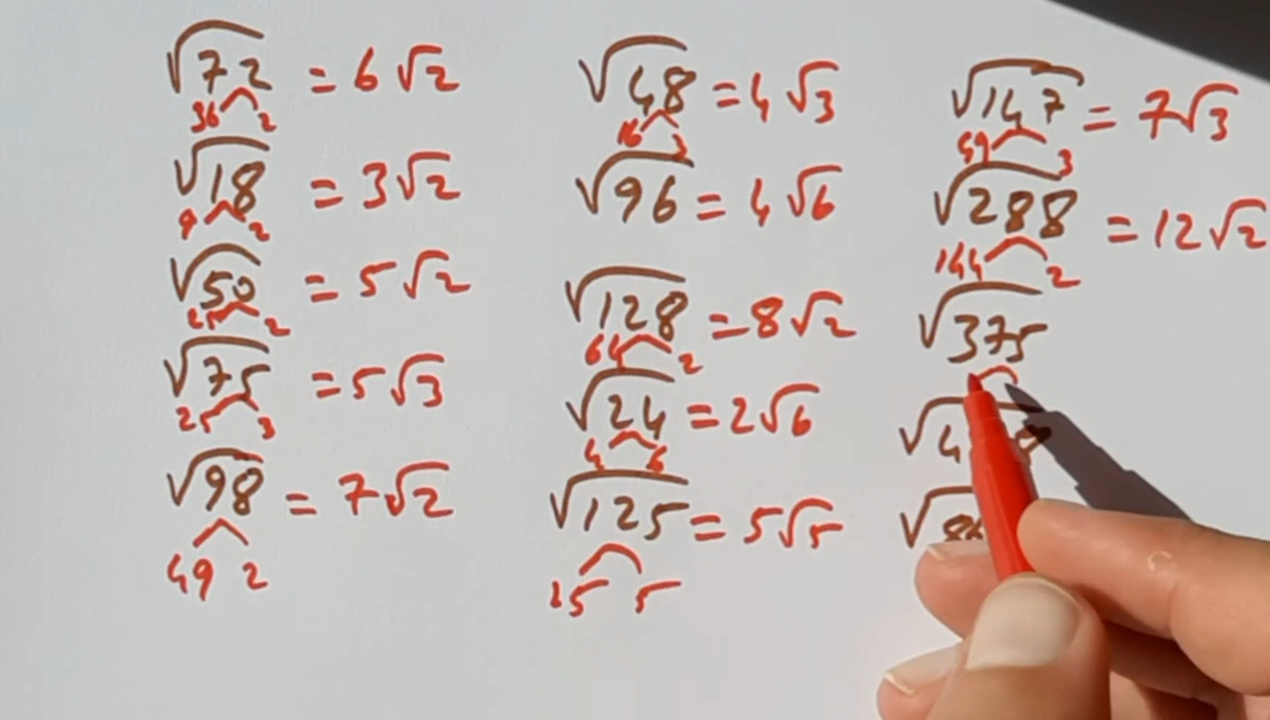 √72 = 6√2
36 2
√18 = 3√2
9 2
√50 = 5√2
25 2
√75 = 5√3
25 3
√98 = 7√2
49 2
√48 = 4√3
16 3
√96 = 4√6
√128 = 8√2
64 2
√24 = 2√6
4 6
√125 = 5√5
25 5
√147 = 7√3
49 3
√288 = 12√2
144 2
√375